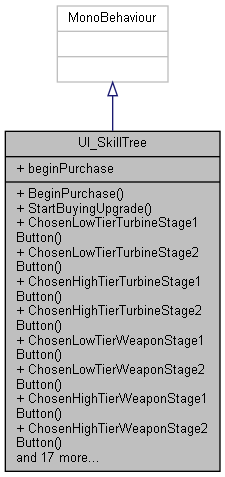 MonoBehaviour
UI_SkillTree
+ beginPurchase
+ BeginPurchase()
+ StartBuyingUpgrade()
+ ChosenLowTierTurbineStage1
Button()
+ ChosenLowTierTurbineStage2
Button()
+ ChosenHighTierTurbineStage1
Button()
+ ChosenHighTierTurbineStage2
Button()
+ ChosenLowTierWeaponStage1
Button()
+ ChosenLowTierWeaponStage2
Button()
+ ChosenHighTierWeaponStage1
Button()
+ ChosenHighTierWeaponStage2
Button()
and 17 more...